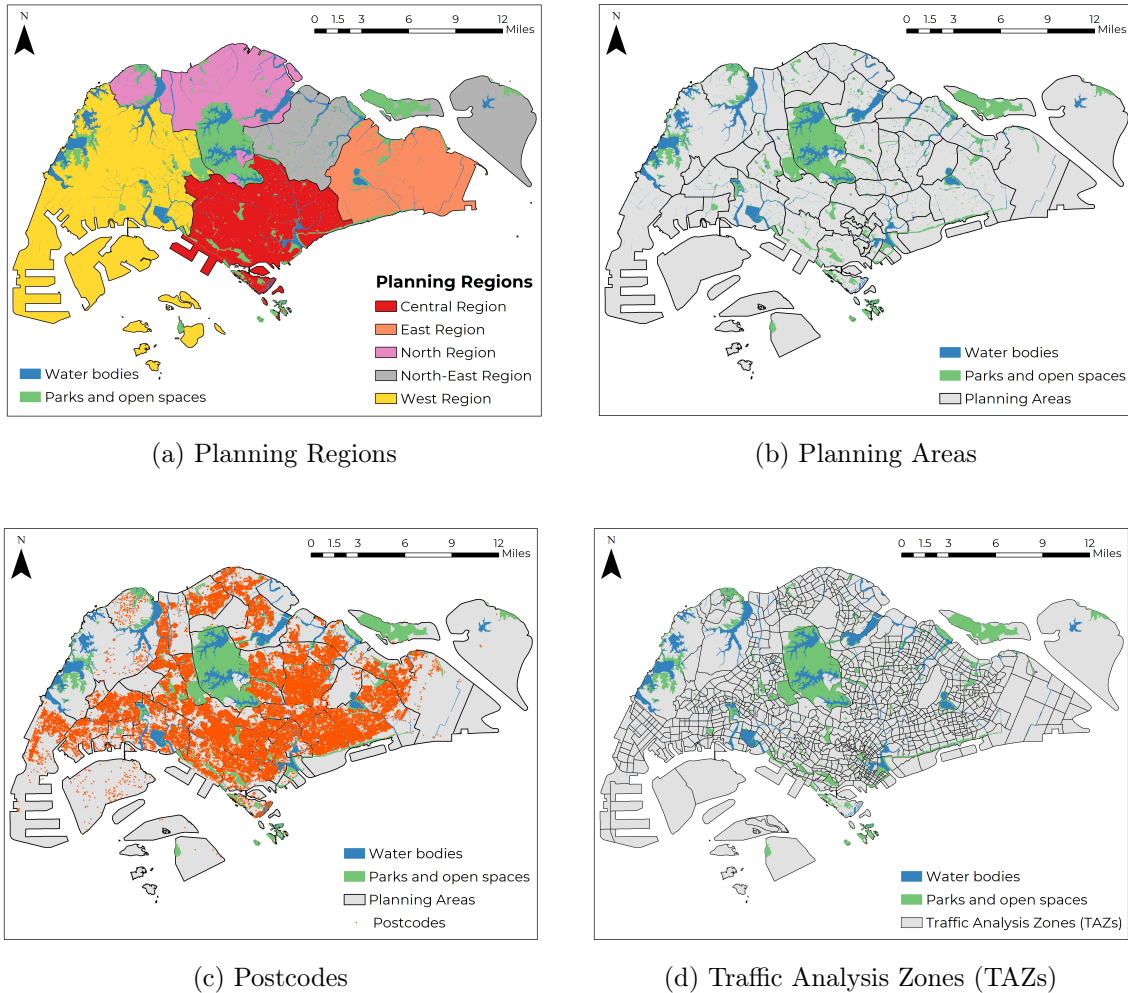 N
0 1.5 3 6 9 12
Miles
Planning Regions
Central Region
East Region
North Region
North-East Region
West Region
Water bodies
Parks and open spaces
(a) Planning Regions
N
0 1.5 3 6 9 12
Miles
Water bodies
Parks and open spaces
Planning Areas
(b) Planning Areas
N
0 1.5 3 6 9 12
Miles
Water bodies
Parks and open spaces
Planning Areas
Postcodes
(c) Postcodes
N
0 1.5 3 6 9 12
Miles
Water bodies
Parks and open spaces
Traffic Analysis Zones (TAZs)
(d) Traffic Analysis Zones (TAZs)